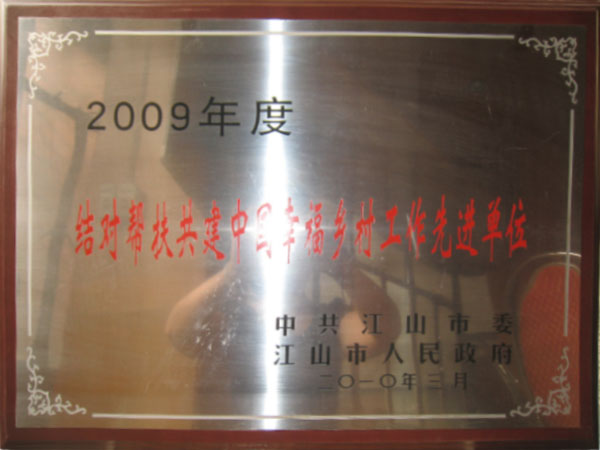 2009年度
结对帮扶共建中国幸福乡村工作先进单位
中共江山市委
江山市人民政府
二〇一〇年三月